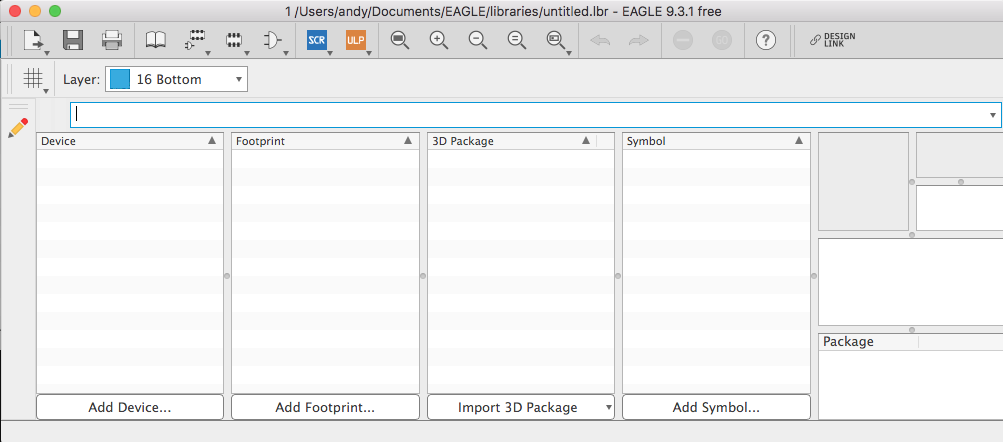 1 /Users/andy/Documents/EAGLE/libraries/untitled.lbr - EAGLE 9.3.1 free
SCR ULP ? DESIGN LINK
Layer: 16 Bottom
Device Footprint 3D Package Symbol
Package
Add Device... Add Footprint... Import 3D Package Add Symbol...